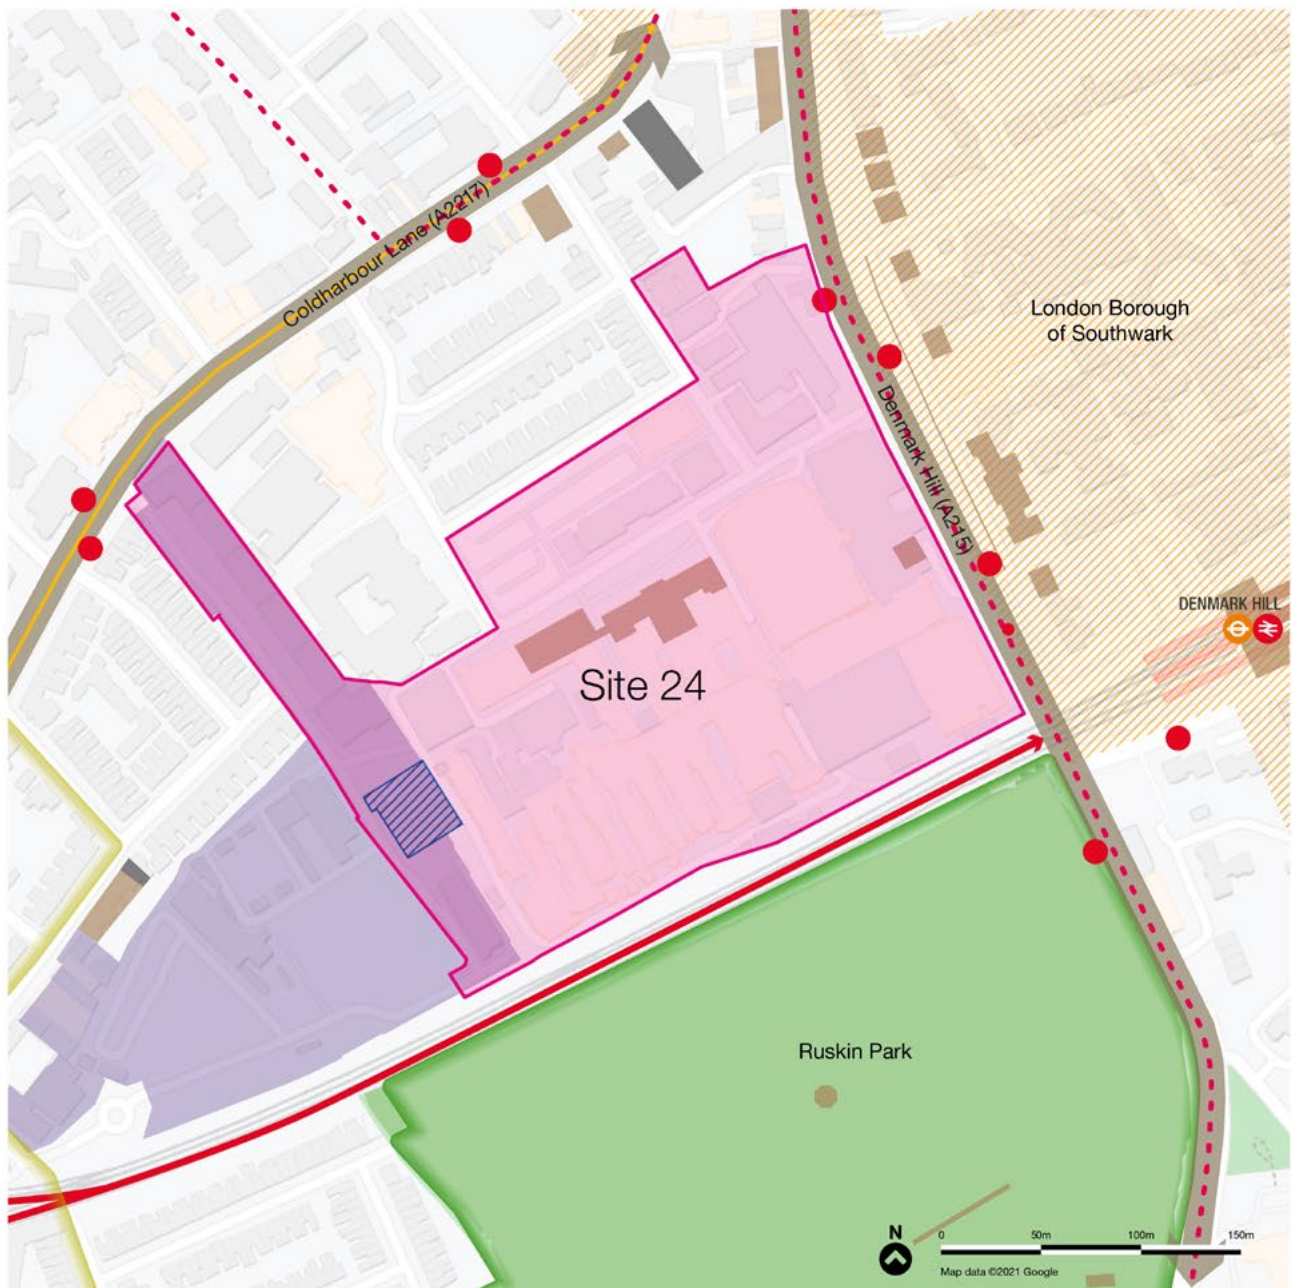 Coldharbour Lane (A2217)
London Borough
of Southwark
Denmark Hill (A215)
DENMARK HILL
Site 24
Ruskin Park
N
0 50m 100m 150m
Map data ©2021 Google